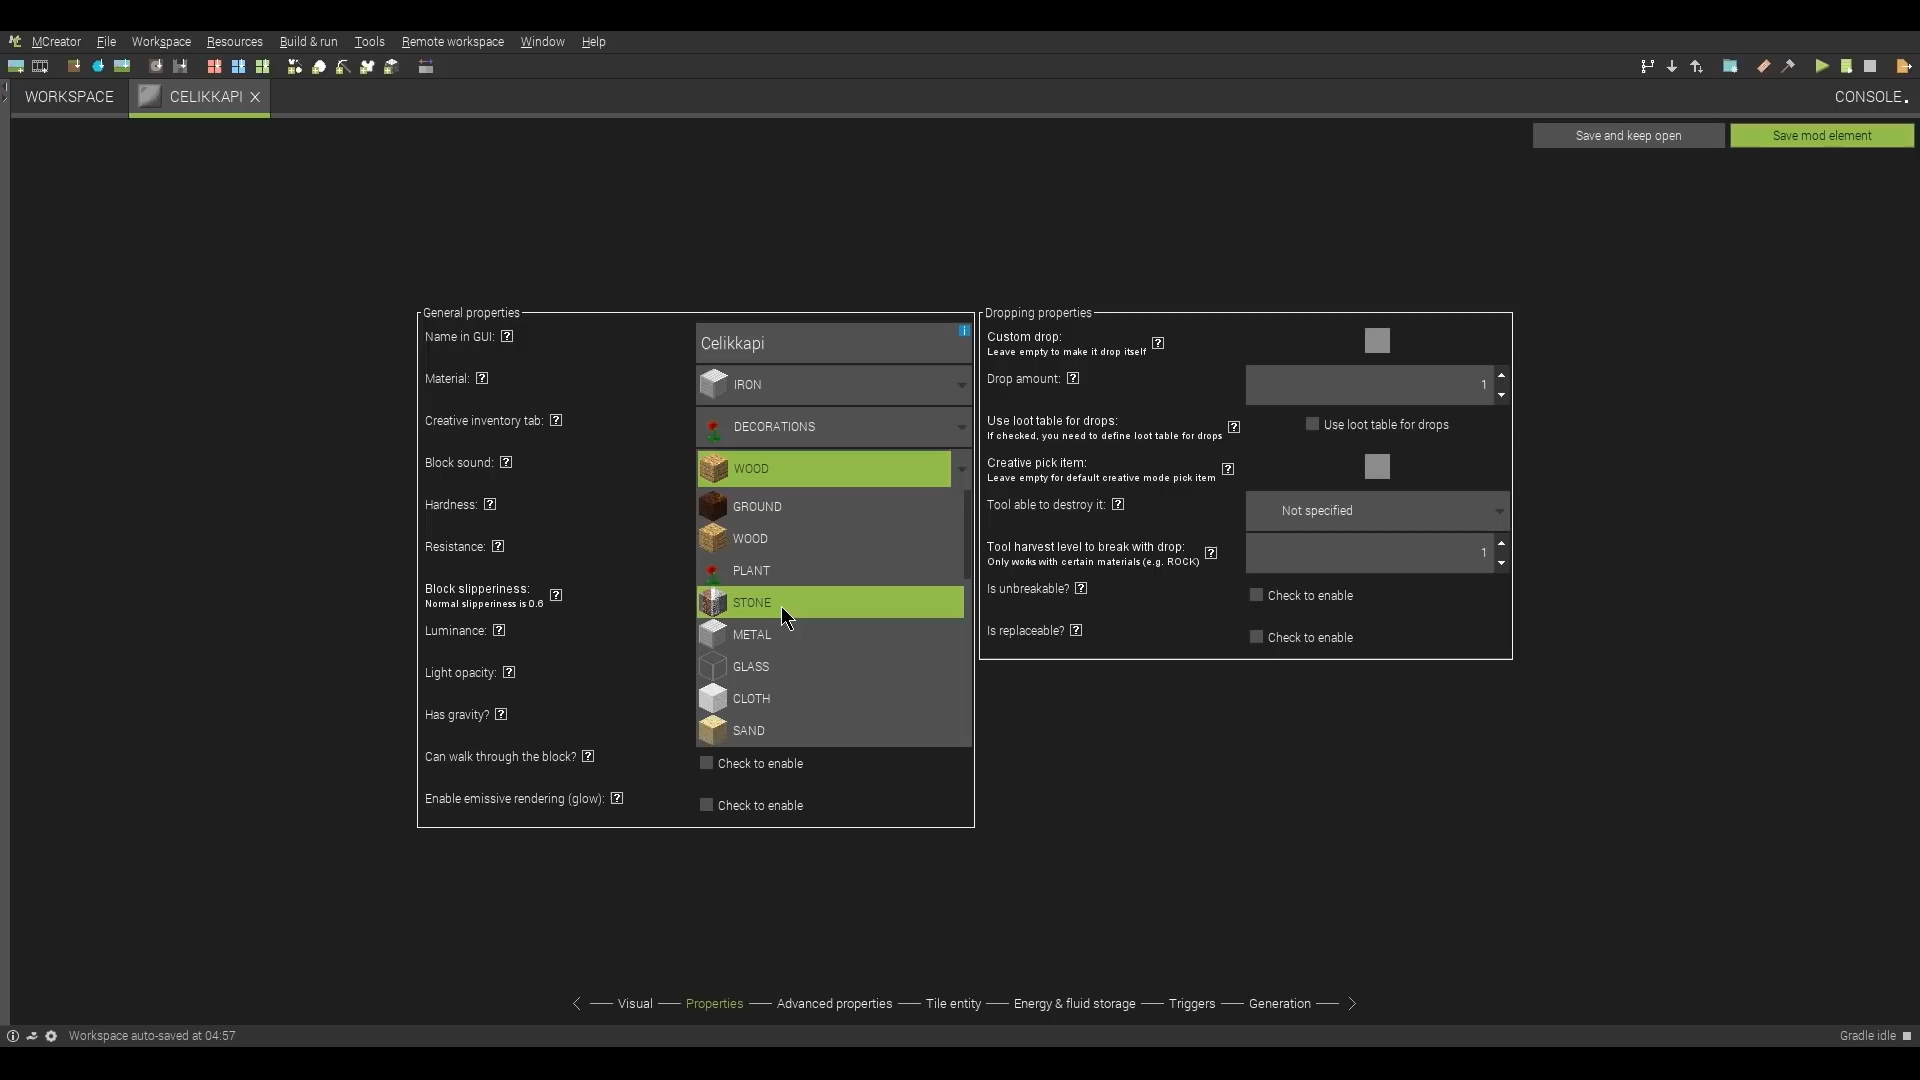 MCreator File Workspace Resources Build & run Tools Remote workspace Window Help
WORKSPACE CELIKKAPI CONSOLE
Save and keep open Save mod element
General properties
Name in GUI: ? Celikkapi i
Material: ? IRON
Creative inventory tab: ? DECORATIONS
Block sound: ? WOOD
Hardness: ? GROUND
WOOD
Resistance: ?
PLANT
Block slipperiness: ?
Normal slipperiness is 0.6
STONE
Luminance: ? METAL
GLASS
Light opacity: ?
CLOTH
Has gravity? ?
SAND
Can walk through the block? ? Check to enable
Enable emissive rendering (glow): ? Check to enable
Dropping properties
Custom drop: ?
Leave empty to make it drop itself
Drop amount: ? 1
Use loot table for drops: ? Use loot table for drops
If checked, you need to define loot table for drops
Creative pick item: ?
Leave empty for default creative mode pick item
Tool able to destroy it: ? Not specified
Tool harvest level to break with drop: ? 1
Only works with certain materials (e.g. ROCK)
Is unbreakable? ? Check to enable
Is replaceable? ? Check to enable
Visual Properties Advanced properties Tile entity Energy & fluid storage Triggers Generation
Workspace auto-saved at 04:57 Gradle idle